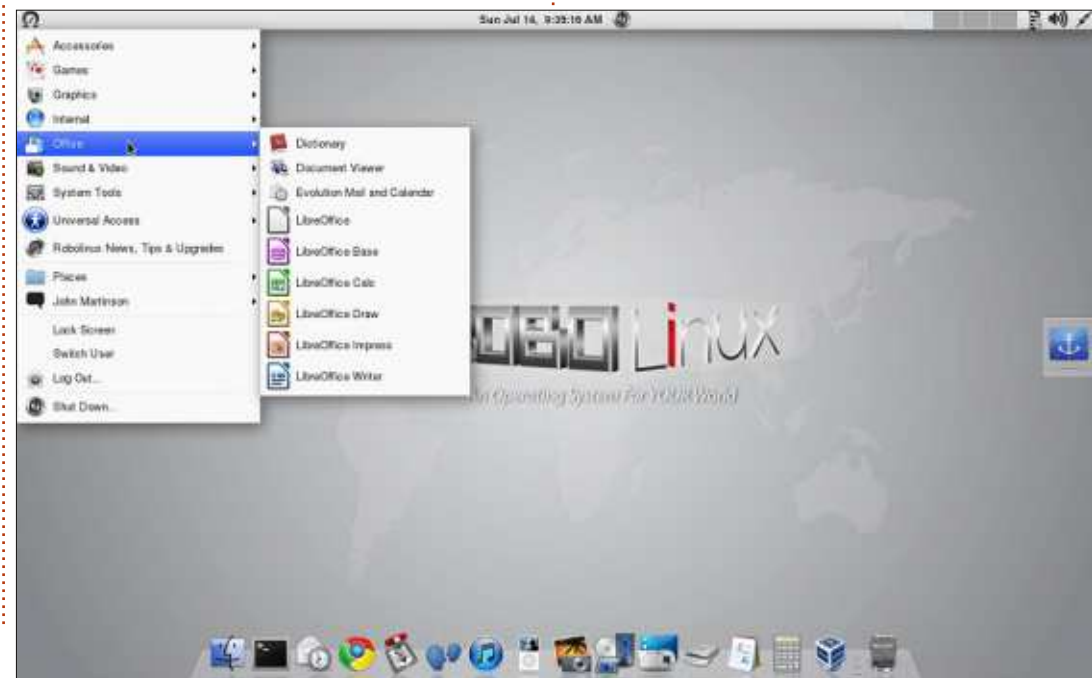 Sun Jul 14, 9:39:16 AM
Accessories
Games
Graphics
Internet
Office
Sound & Video
System Tools
Universal Access
Robolinux News, Tips & Upgrades
Places
John Martinson
Lock Screen
Switch User
Log Out...
Shut Down...
Dictionary
Document Viewer
Evolution Mail and Calendar
LibreOffice
LibreOffice Base
LibreOffice Calc
LibreOffice Draw
LibreOffice Impress
LibreOffice Writer
OBO Linux
An Operating System For YOUR World